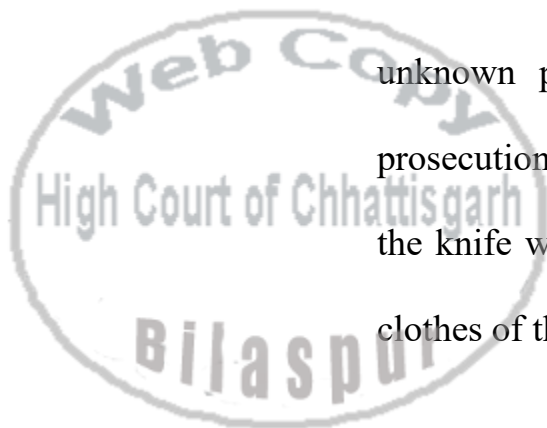 Web Copy
High Court of Chhattisgarh
Bilaspur
unknown p
prosecution
the knife w
clothes of th